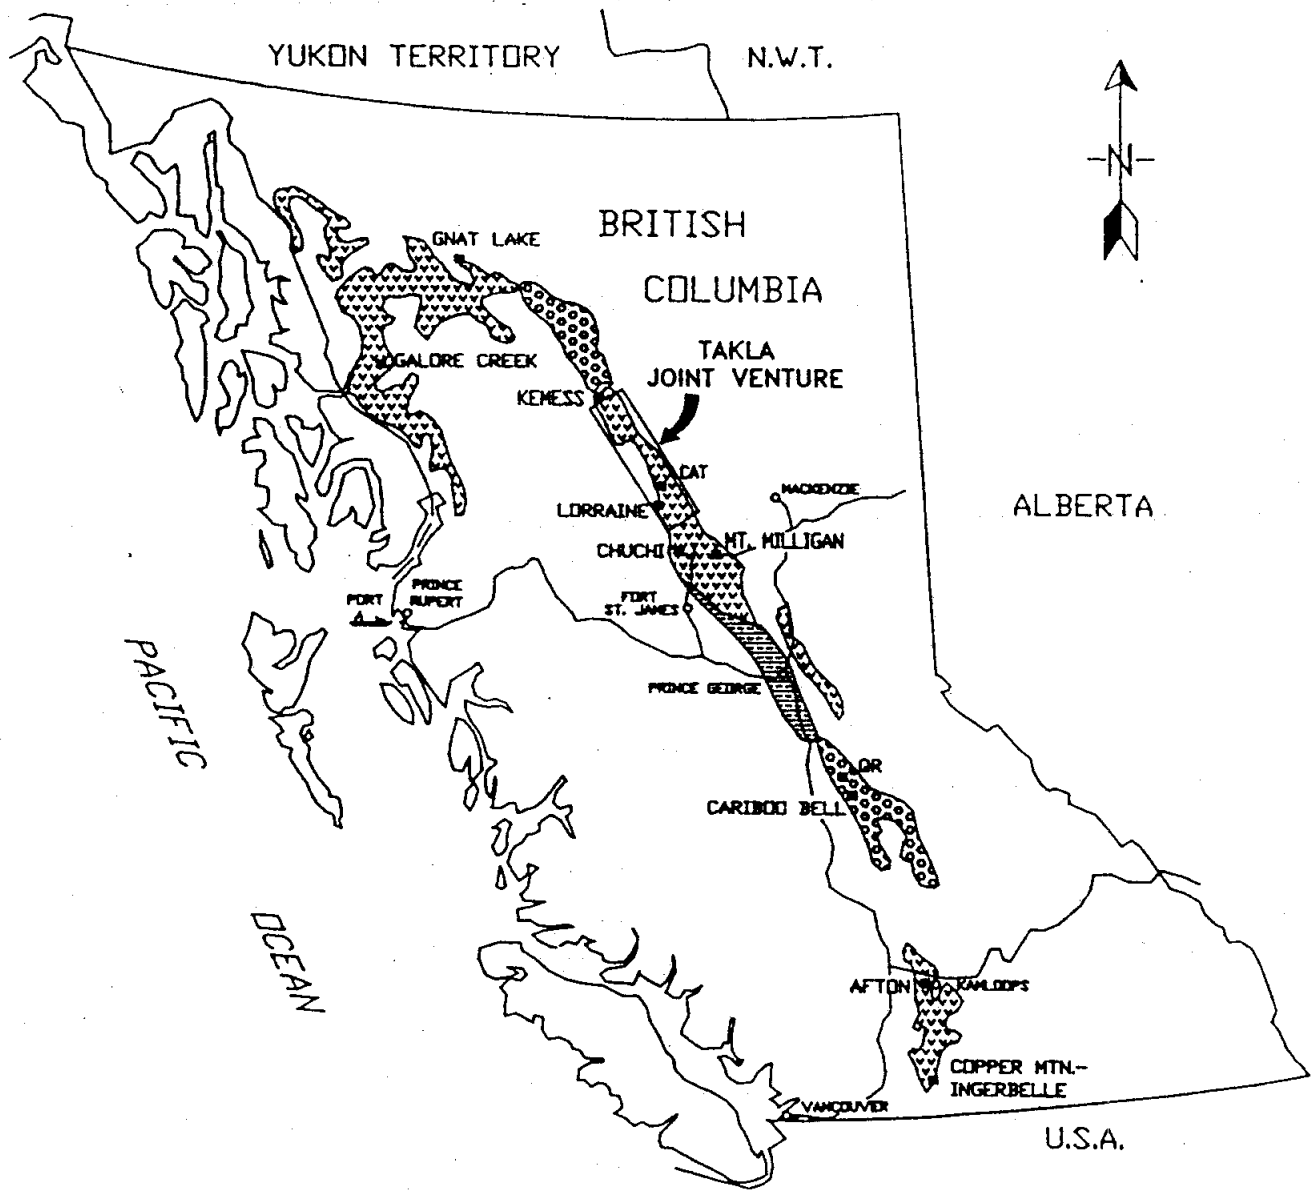 YUKON TERRITORY
N.W.T.
-N-
BRITISH
COLUMBIA
GNAT LAKE
TAKLA
JOINT VENTURE
GALORE CREEK
KEMESS
CAT
MACKENZIE
LORRAINE
ALBERTA
CHUCHI
MT. MILLIGAN
PORT
PRINCE
RUPERT
FORT
ST. JAMES
PACIFIC
PRINCE GEORGE
QR
CARIBOO BELL
OCEAN
AFTON
KAMLOOPS
COPPER MTN.-
INGERBELLE
VANCOUVER
U.S.A.